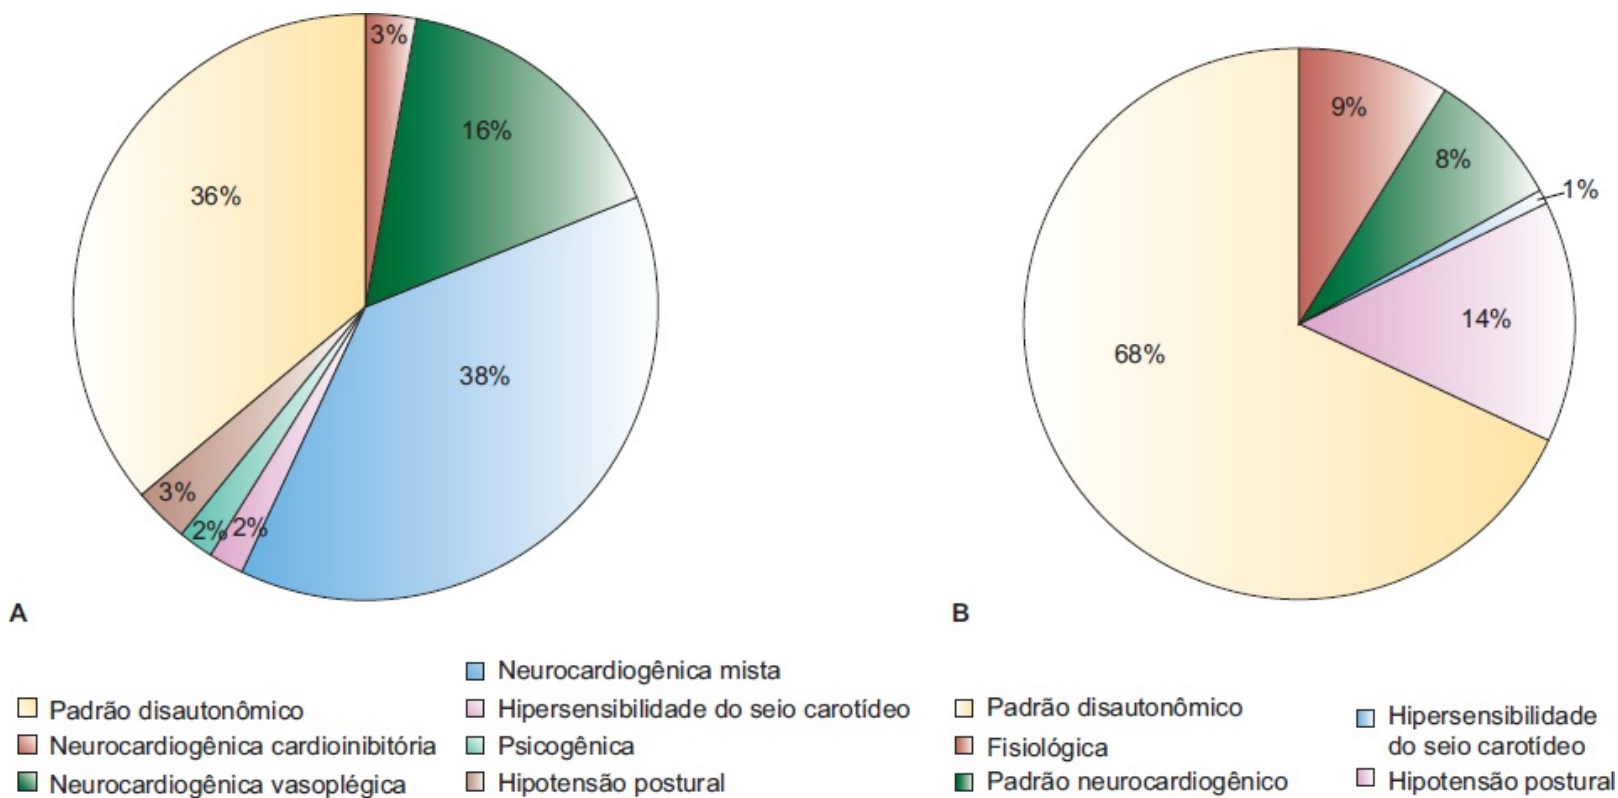 3%
16%
36%
38%
3%
2%
2%
A
Padrão disautonômico
Neurocardiogênica cardioinibitória
Neurocardiogênica vasoplégica
Neurocardiogênica mista
Hipersensibilidade do seio carotídeo
Psicogênica
Hipotensão postural
9%
8%
1%
14%
68%
B
Padrão disautonômico
Fisiológica
Padrão neurocardiogênico
Hipersensibilidade
do seio carotídeo
Hipotensão postural